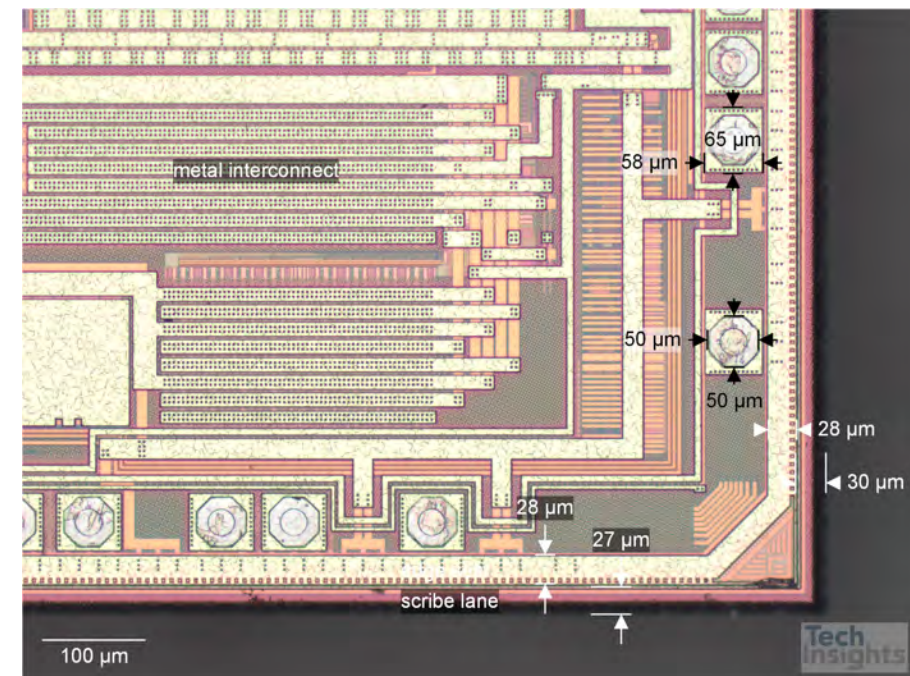 65 µm
58 µm
metal interconnect
50 µm
50 µm
28 µm
30 µm
28 µm
27 µm
scribe lane
100 µm
Tech
Insights